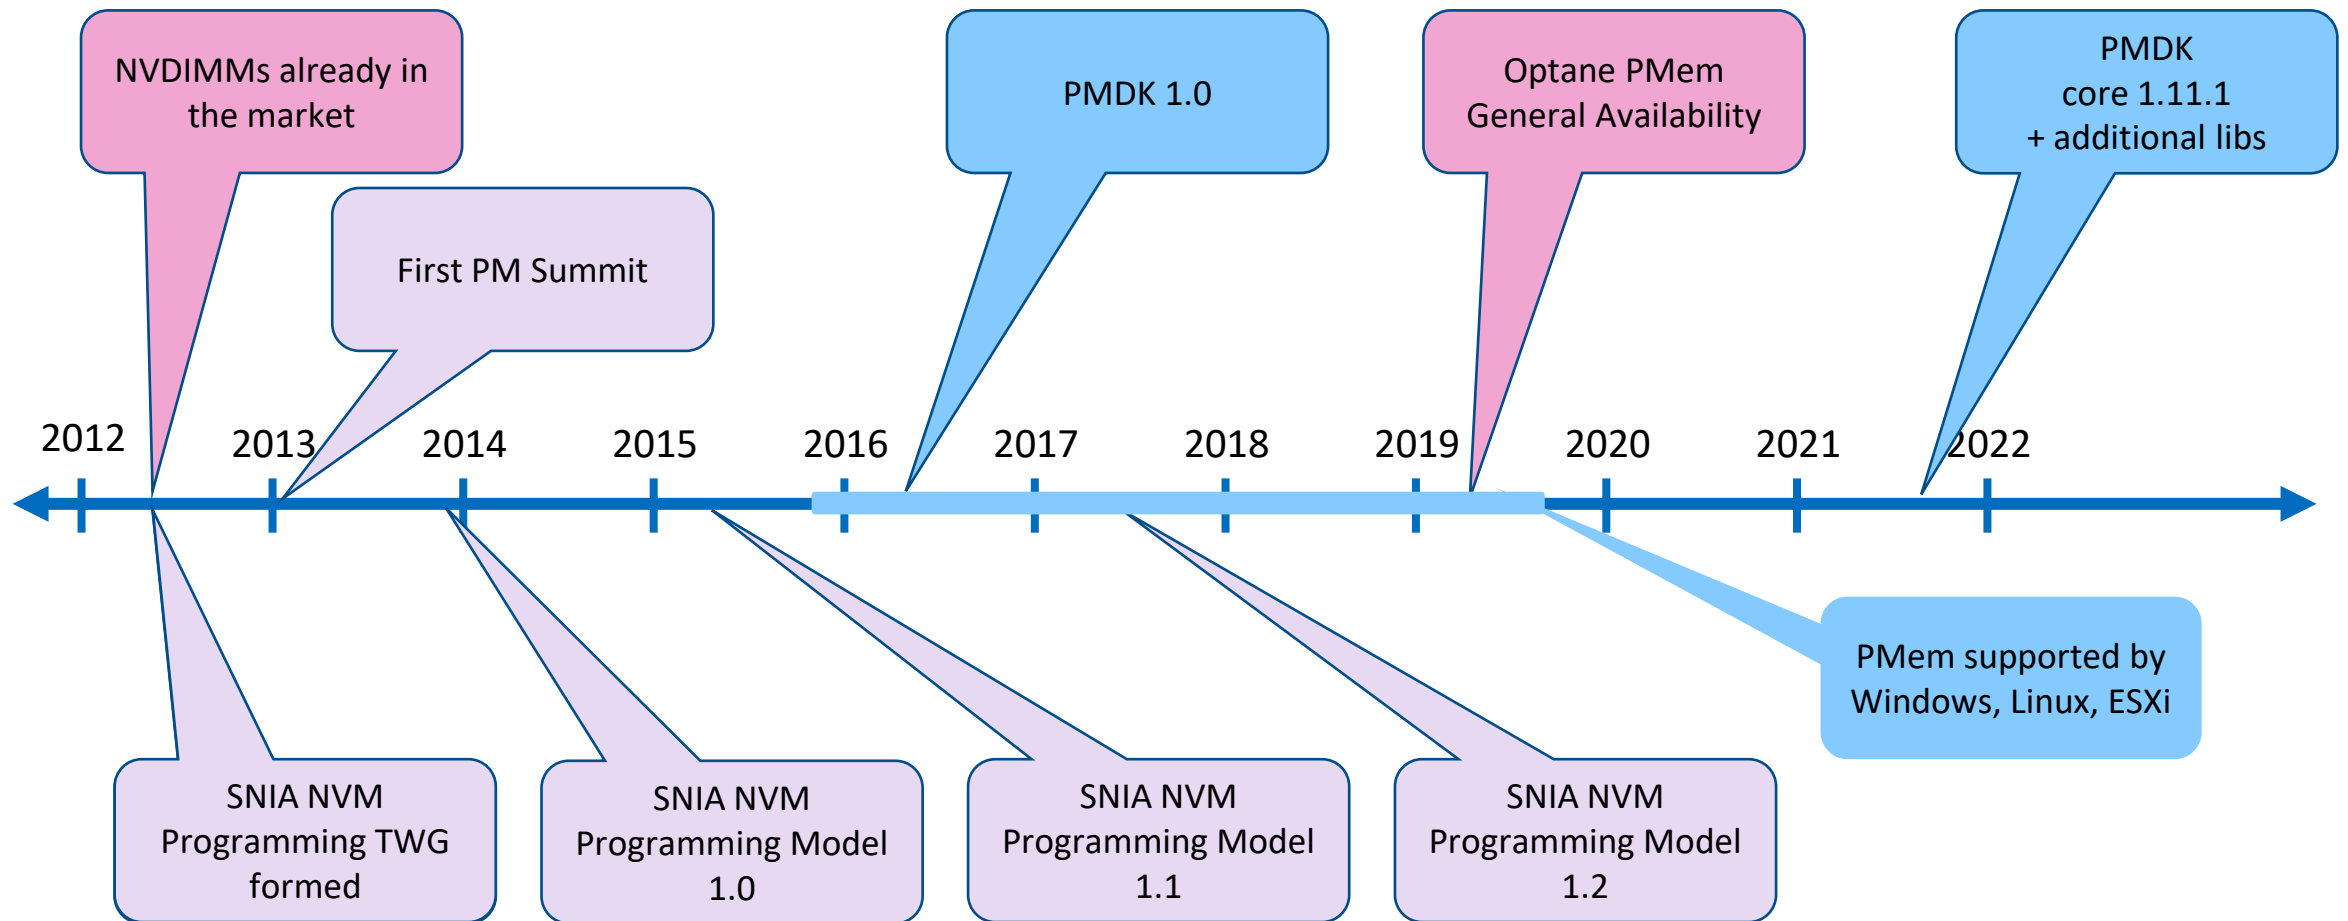 NVDIMMs already in
the market
First PM Summit
PMDK 1.0
Optane PMem
General Availability
PMDK
core 1.11.1
+ additional libs
2012
2013
2014
2015
2016
2017
2018
2019
2020
2021
2022
SNIA NVM
Programming TWG
formed
SNIA NVM
Programming Model
1.0
SNIA NVM
Programming Model
1.1
SNIA NVM
Programming Model
1.2
PMem supported by
Windows, Linux, ESXi